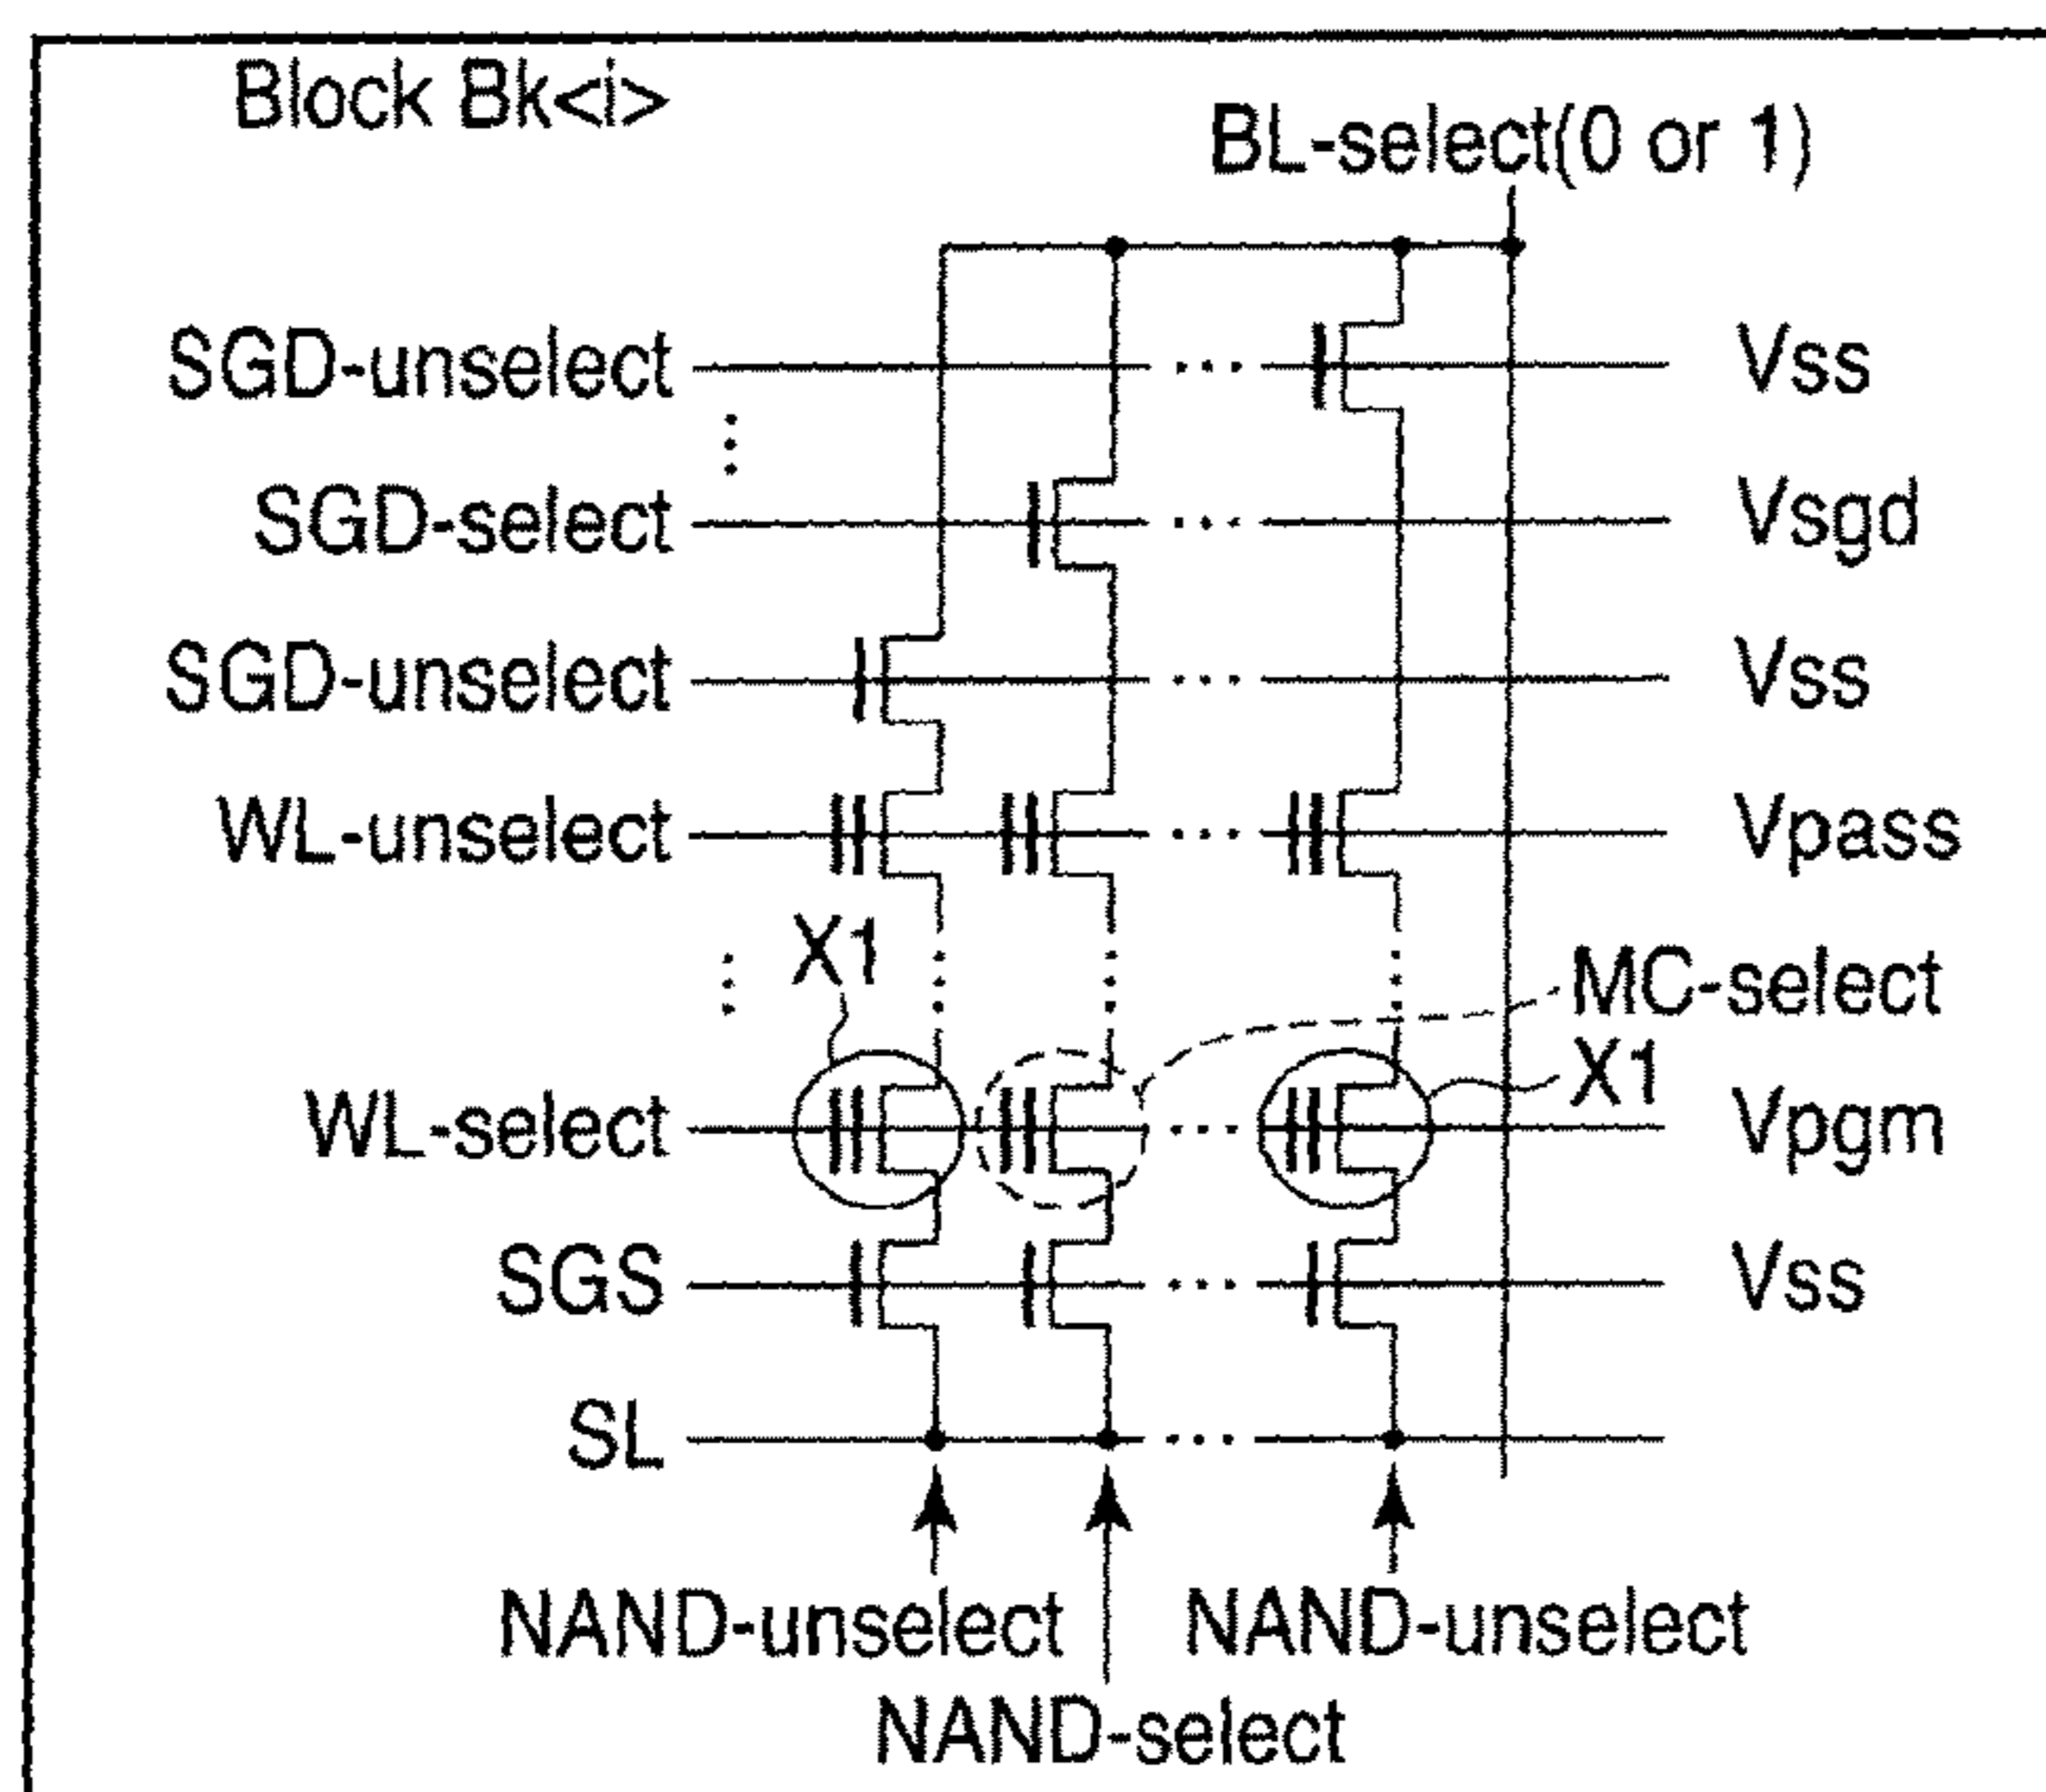 Block Bk<i>
BL-select(0 or 1)
SGD-unselect Vss
SGD-select Vsgd
SGD-unselect Vss
WL-unselect Vpass
X1
MC-select
X1
WL-select Vpgm
SGS Vss
SL
NAND-unselect NAND-unselect
NAND-select